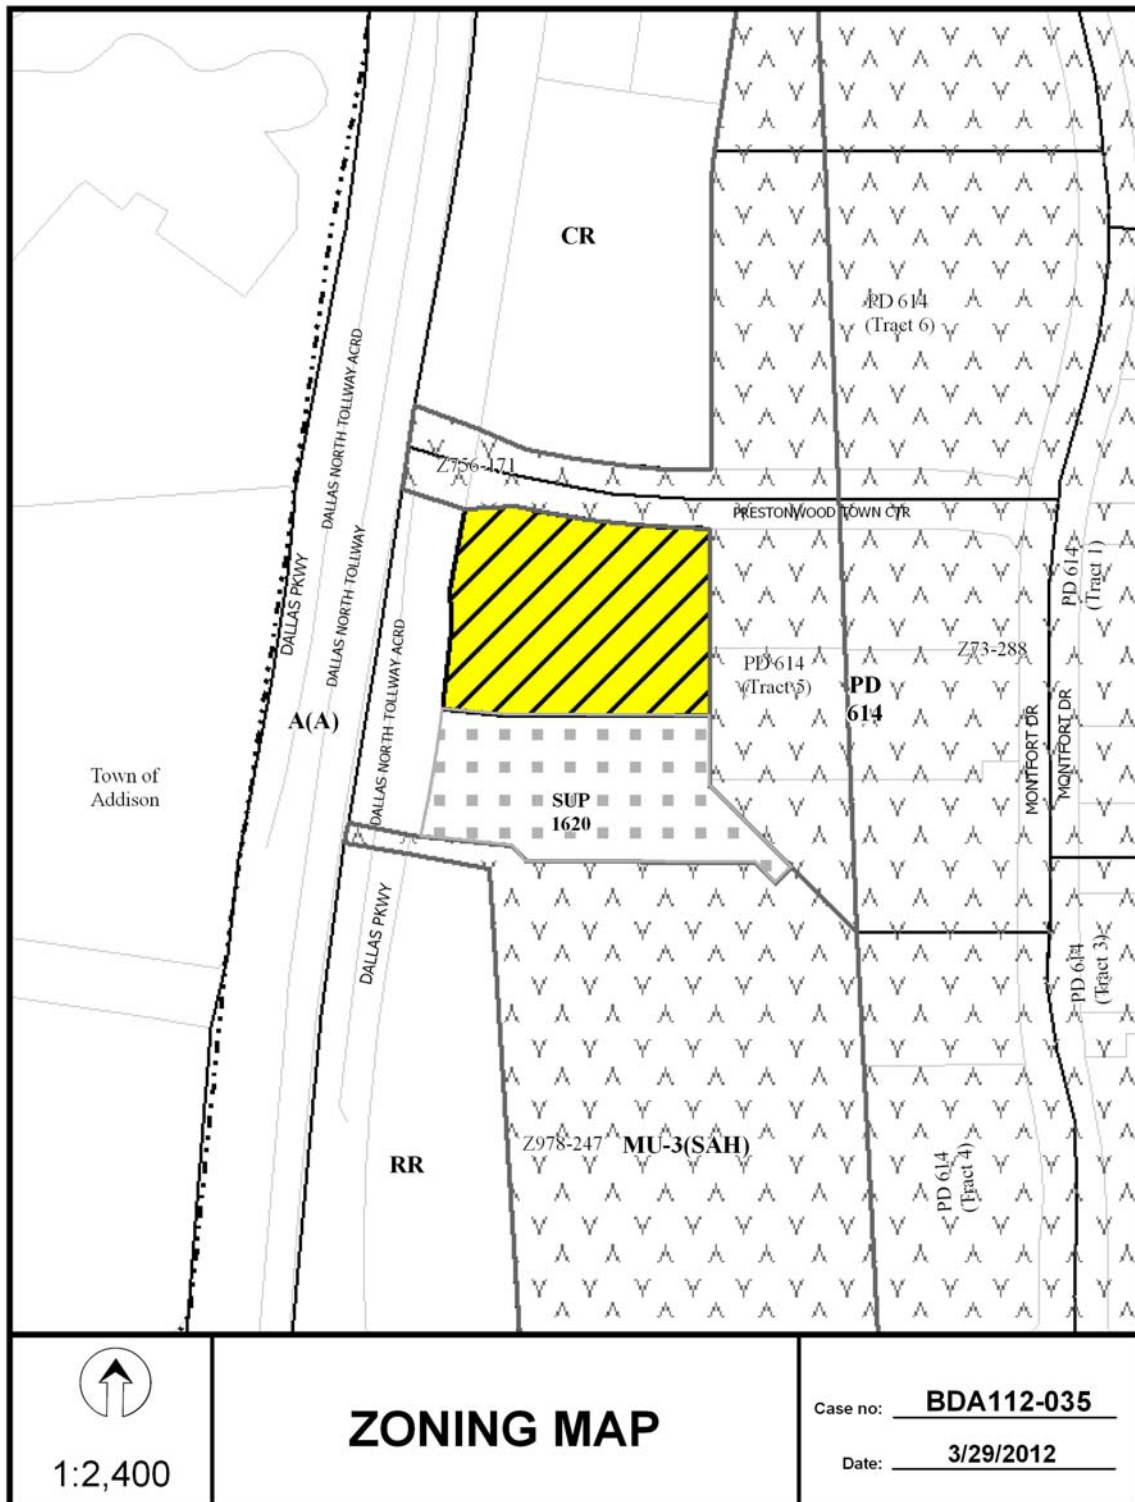 CR
PD 614
(Tract 6)
DALLAS NORTH TOLLWAY ACRD
Z756-171
PRESTONWOOD TOWN CTR
DALLAS PKWY
DALLAS NORTH TOLLWAY
PD 614
(Tract 1)
Z73-288
PD 614
(Tract 5)
PD
614
DALLAS NORTH TOLLWAY ACRD
A(A)
MONTFORT DR
MONTFORT DR
Town of
Addison
SUP
1620
DALLAS PKWY
PD 614
(Tract 3)
Z978-247
MU-3(SAH)
RR
PD 614
(Tract 4)
1:2,400
ZONING MAP
Case no: BDA112-035
Date: 3/29/2012